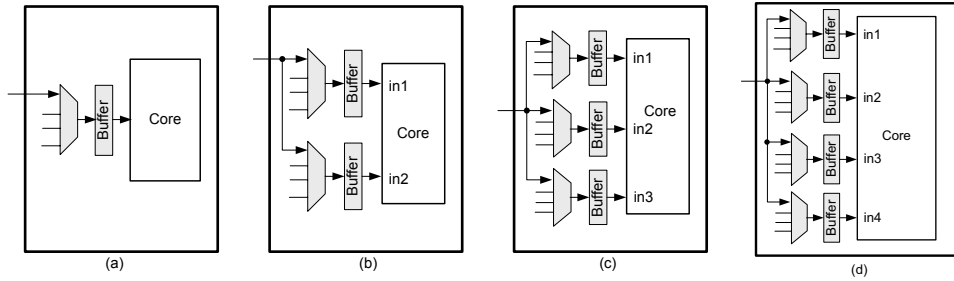 Buffer
Core
(a)
Buffer
in1
Core
Buffer
in2
(b)
Buffer
in1
Core
Buffer
in2
Buffer
in3
(c)
Buffer
in1
Buffer
in2
Core
Buffer
in3
Buffer
in4
(d)